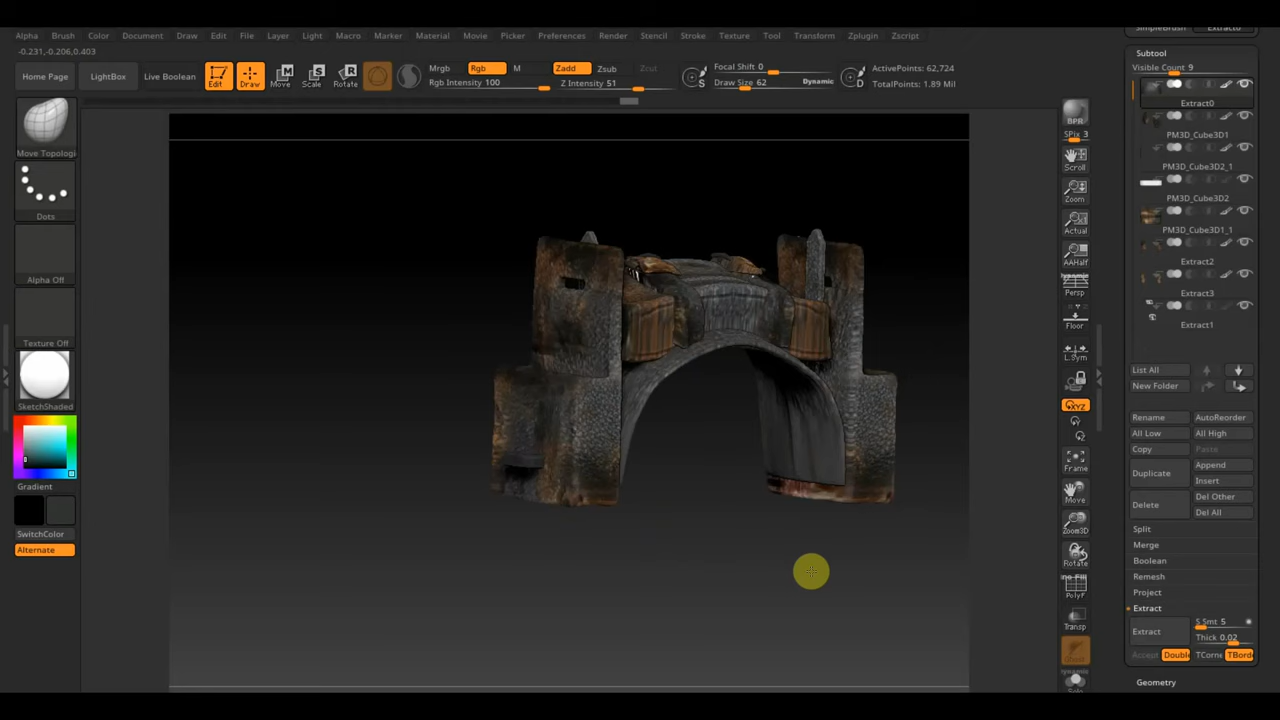 Alpha Brush Color Document Draw Edit File Layer Light Macro Marker Material Movie Picker Preferences Render Stencil Stroke Texture Tool Transform Zplugin Zscript
-0.231,-0.206,0.403
Home Page LightBox Live Boolean Edit Draw Move Scale Rotate
Mrgb Rgb M Zadd Zsub Zcut
Rgb Intensity 100 Z Intensity 51
Focal Shift 0
Draw Size 62 Dynamic
ActivePoints: 62,724
TotalPoints: 1.89 Mil
Move Topologi
Dots
Alpha Off
Texture Off
SketchShaded
Gradient
SwitchColor
Alternate
BPR
SPix 3
Scroll
Zoom
Actual
AAHalf
Dynamic
Persp
Floor
L.Sym
XYZ
Frame
Move
Zoom3D
Rotate
PolyF
Transp
Ghost
Dynamic
Solo
SimpleBrush Extract0
Subtool
Visible Count 9
Extract0
PM3D_Cube3D1
PM3D_Cube3D2_1
PM3D_Cube3D2
PM3D_Cube3D1_1
Extract2
Extract3
Extract1
List All
New Folder
Rename AutoReorder
All Low All High
Copy Paste
Duplicate Append
Insert
Delete Del Other
Del All
Split
Merge
Boolean
Remesh
Project
Extract
Extract S Smt 5
Thick 0.02
Accept Double TCorne TBorde
Geometry